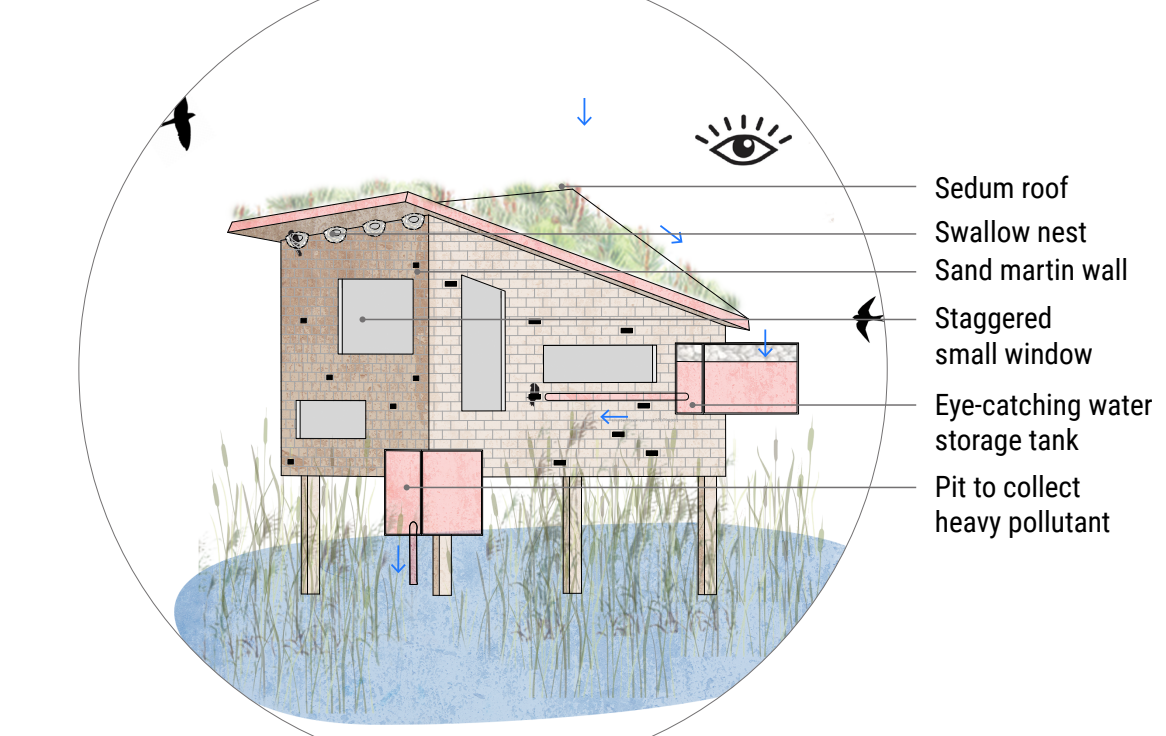 Sedum roof
Swallow nest
Sand martin wall
Staggered
small window
Eye-catching water
storage tank
Pit to collect
heavy pollutant